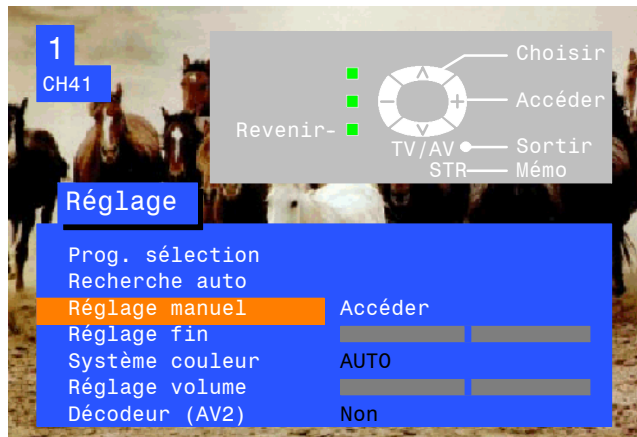 1
CH41
Choisir
Accéder
Revenir-
TV/AV
Sortir
STR
Mémo
Réglage
Prog. sélection
Recherche auto
Réglage manuel Accéder
Réglage fin
Système couleur AUTO
Réglage volume
Décodeur (AV2) Non